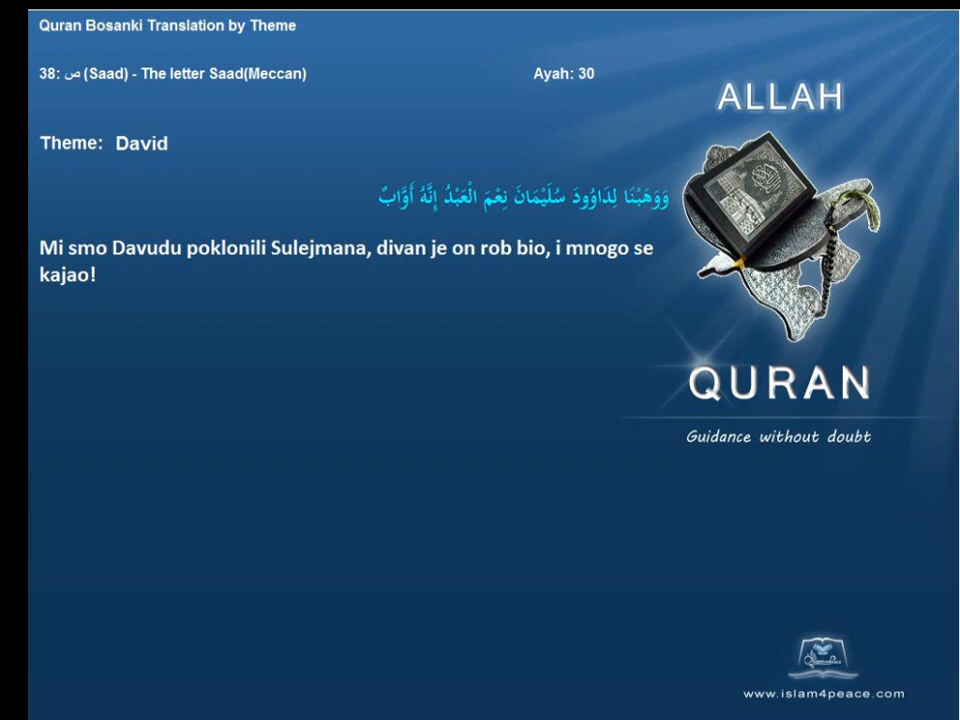 Quran Bosanki Translation by Theme
38: ص (Saad) - The letter Saad(Meccan) Ayah: 30
ALLAH
Theme: David
وَوَهَبْنَا لِدَاوُودَ سُلَيْمَانَ نِعْمَ الْعَبْدُ إِنَّهُ أَوَّابٌ
Mi smo Davudu poklonili Sulejmana, divan je on rob bio, i mnogo se
kajao!
QURAN
Guidance without doubt
www.islam4peace.com